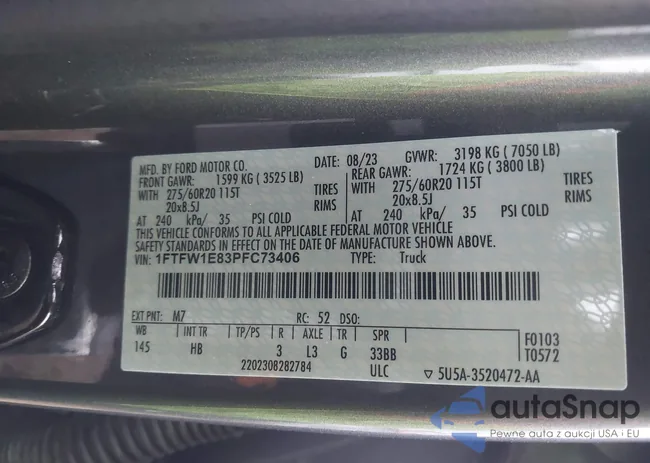 MFD. BY FORD MOTOR CO. DATE: 08/23 GVWR: 3198 KG ( 7050 LB)
FRONT GAWR: 1599 KG ( 3525 LB) REAR GAWR: 1724 KG ( 3800 LB)
275/60R20 115T TIRES 275/60R20 115T TIRES
20x8.5J RIMS 20x8.5J RIMS
AT 240 kPa/ 35 PSI COLD AT 240 kPa/ 35 PSI COLD
THIS VEHICLE CONFORMS TO ALL APPLICABLE FEDERAL MOTOR VEHICLE
SAFETY STANDARDS IN EFFECT ON THE DATE OF MANUFACTURE SHOWN ABOVE.
VIN: 1FTFW1E83PFC73406 TYPE: Truck
EXT PNT: M7 RC: 52 DSO:
WB INT TR TP/PS R AXLE TR SPR F0103
145 HB 3 L3 G 33BB T0572
2202308282784 ULC ▽ 5U5A-3520472-AA
autaSnap
Pewne auta z aukcji USA i EU